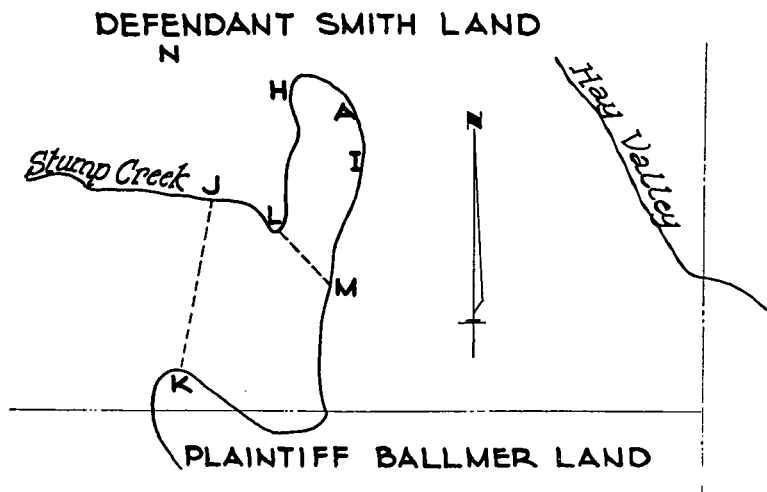 DEFENDANT SMITH LAND
N
H
A
I
N
Hay Valley
Stump Creek
J
L
M
K
PLAINTIFF BALLMER LAND